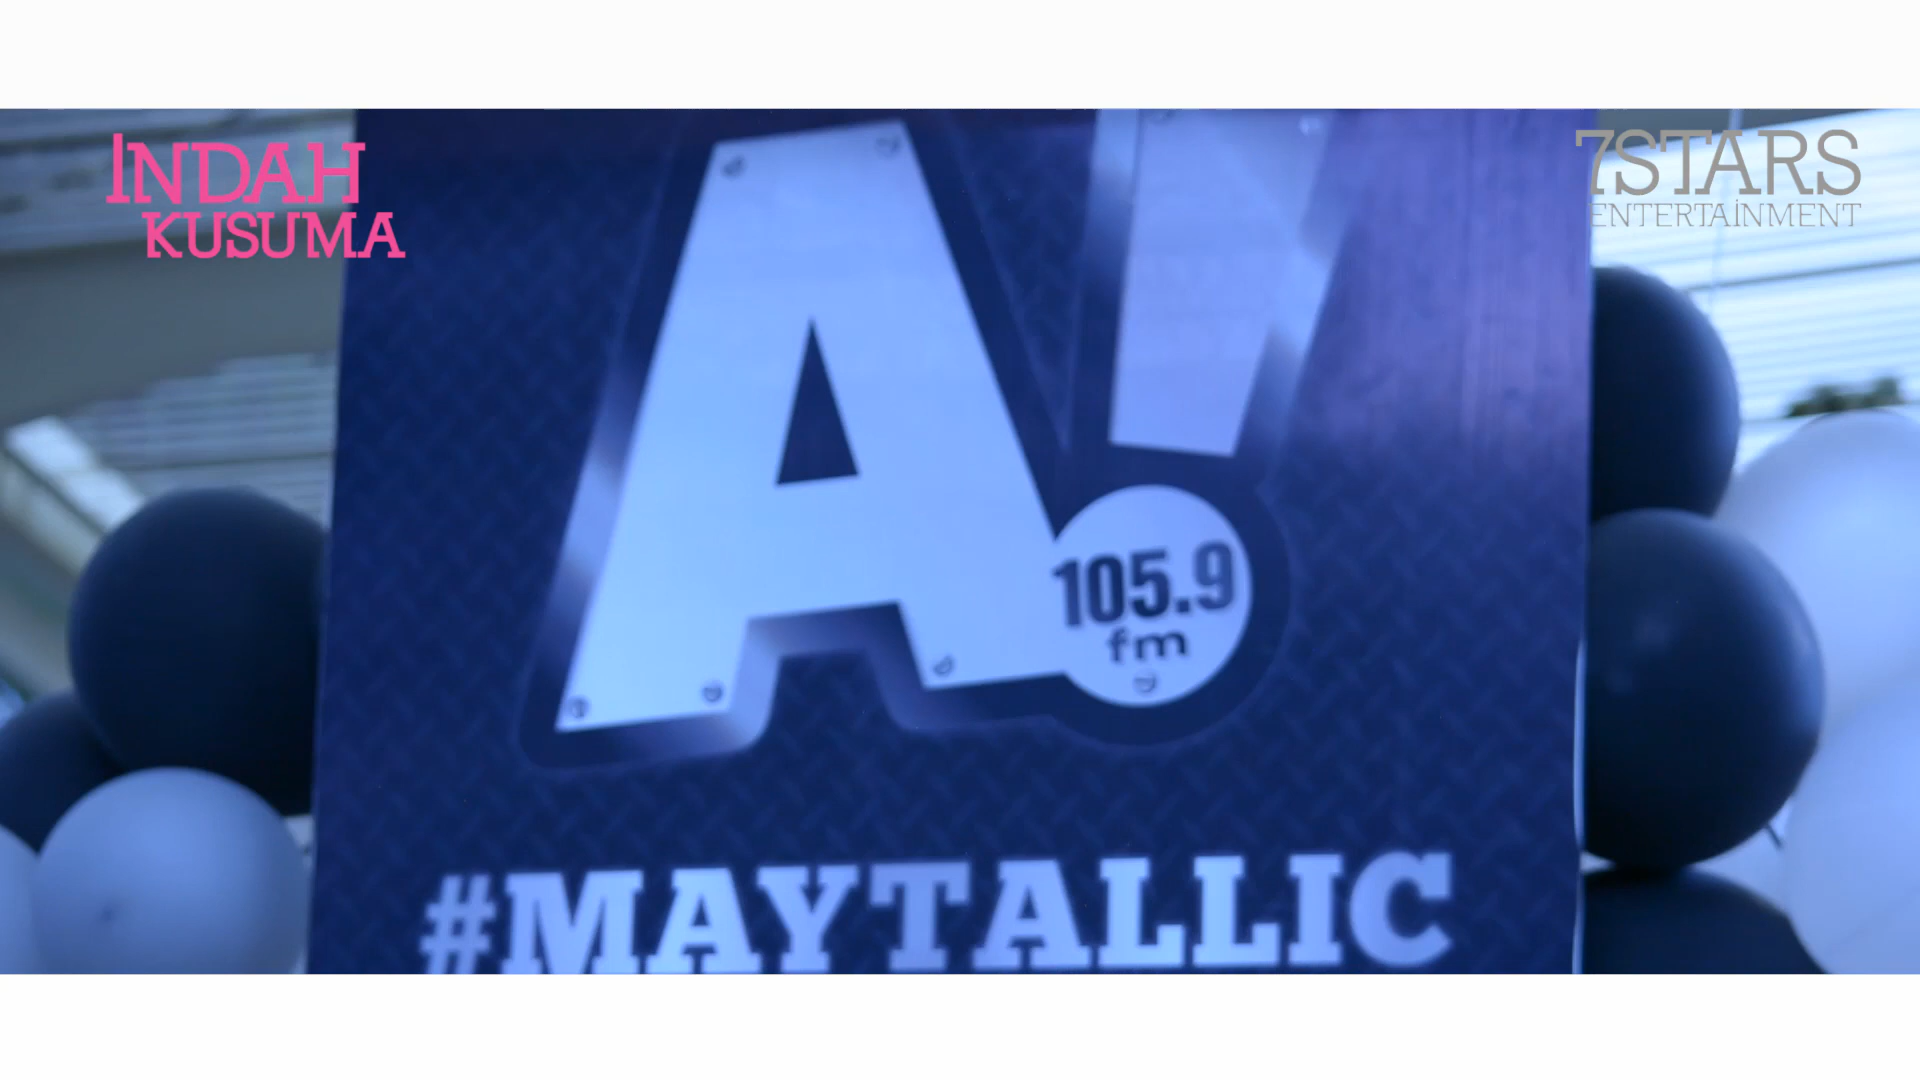 INDAH
KUSUMA
7STARS
ENTERTAINMENT
A!
105.9
fm
#MAYTALLIC